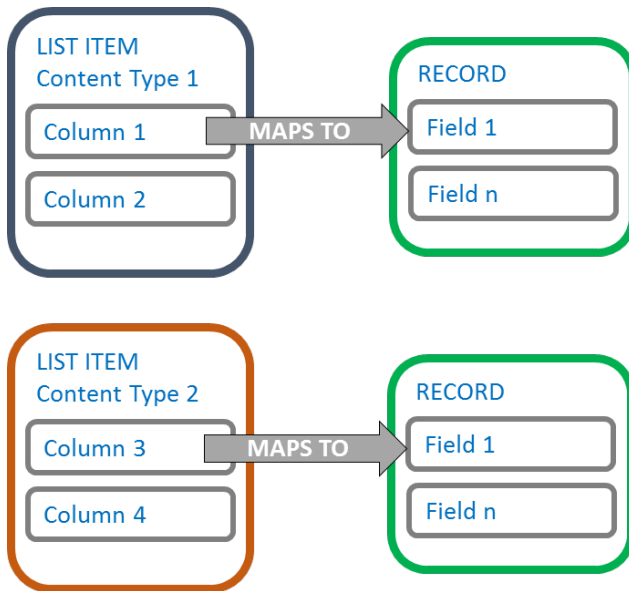 LIST ITEM
Content Type 1
Column 1
Column 2
MAPS TO
RECORD
Field 1
Field n
LIST ITEM
Content Type 2
Column 3
Column 4
MAPS TO
RECORD
Field 1
Field n